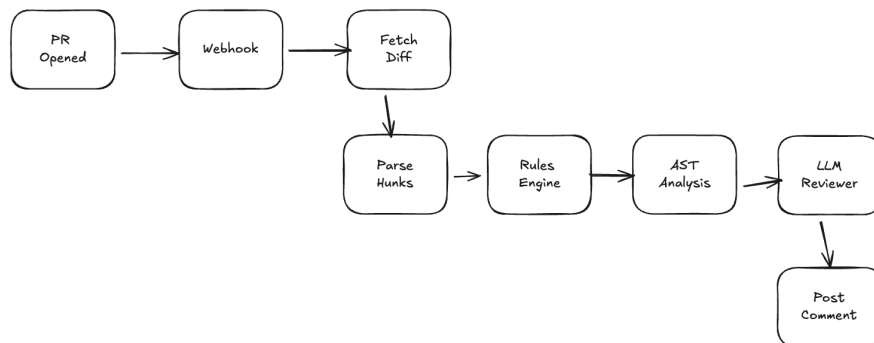 PR
Opened
Webhook
Fetch
Diff
Parse
Hunks
Rules
Engine
AST
Analysis
LLM
Reviewer
Post
Comment